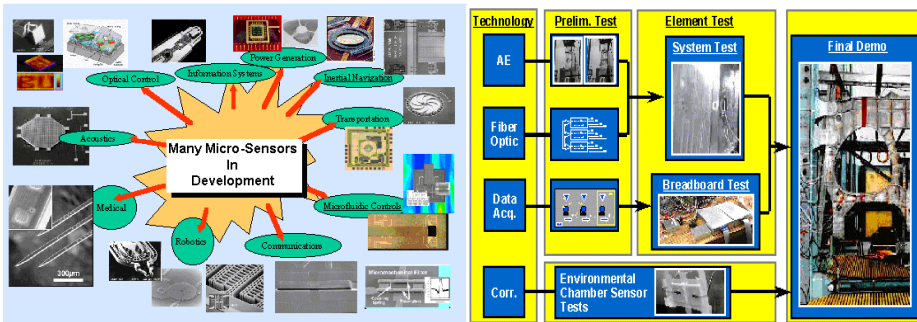 Power Generation
Information Systems
Optical Control
Inertial Navigation
Transportation
Acoustics
Many Micro-Sensors
In
Development
Medical
Microfluidic Controls
Robotics
Communications
200µm
Micromechanical Filter
Technology
Prelim. Test
Element Test
AE
System Test
Final Demo
Fiber
Optic
Data
Acq.
Breadboard Test
Corr.
Environmental
Chamber Sensor
Tests